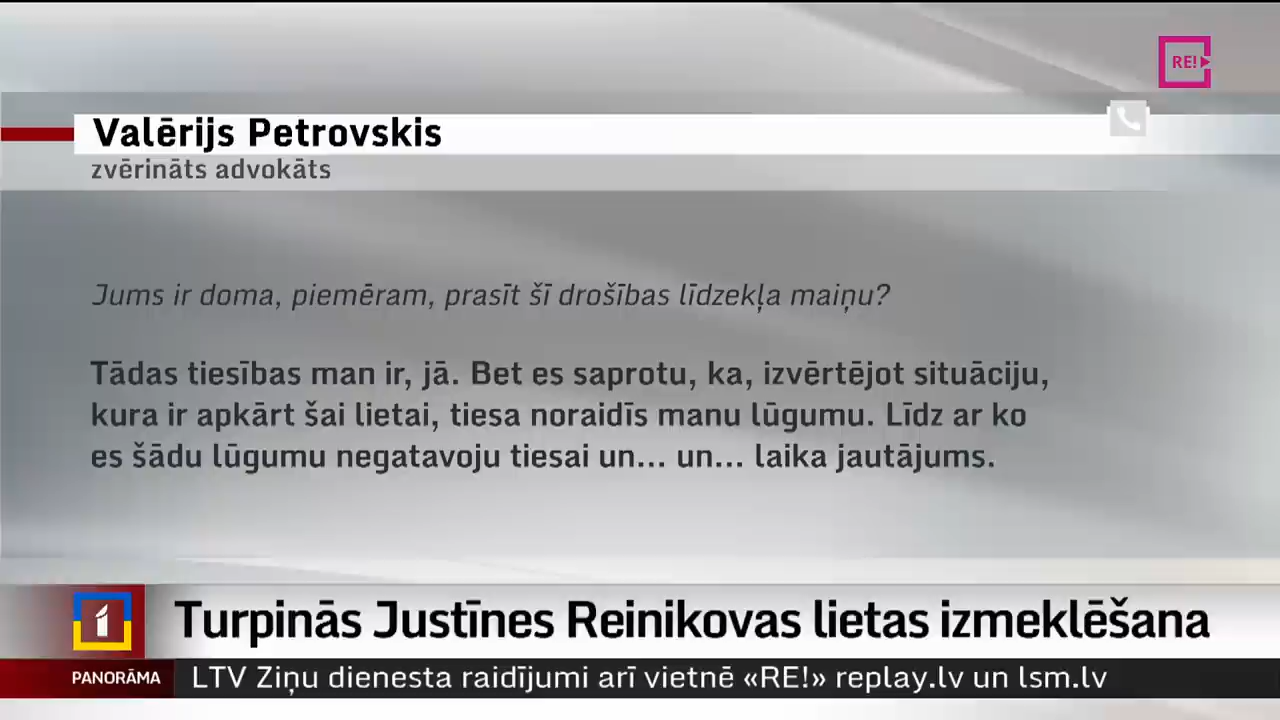 RE!
Valērijs Petrovskis
zvērināts advokāts
Jums ir doma, piemēram, prasīt šī drošības līdzekļa maiņu?
Tādas tiesības man ir, jā. Bet es saprotu, ka, izvērtējot situāciju,
kura ir apkārt šai lietai, tiesa noraidīs manu lūgumu. Līdz ar ko
es šādu lūgumu negatavoju tiesai un... un... laika jautājums.
1
Turpinās Justīnes Reinikovas lietas izmeklēšana
PANORĀMA
LTV Ziņu dienesta raidījumi arī vietnē «RE!» replay.lv un lsm.lv